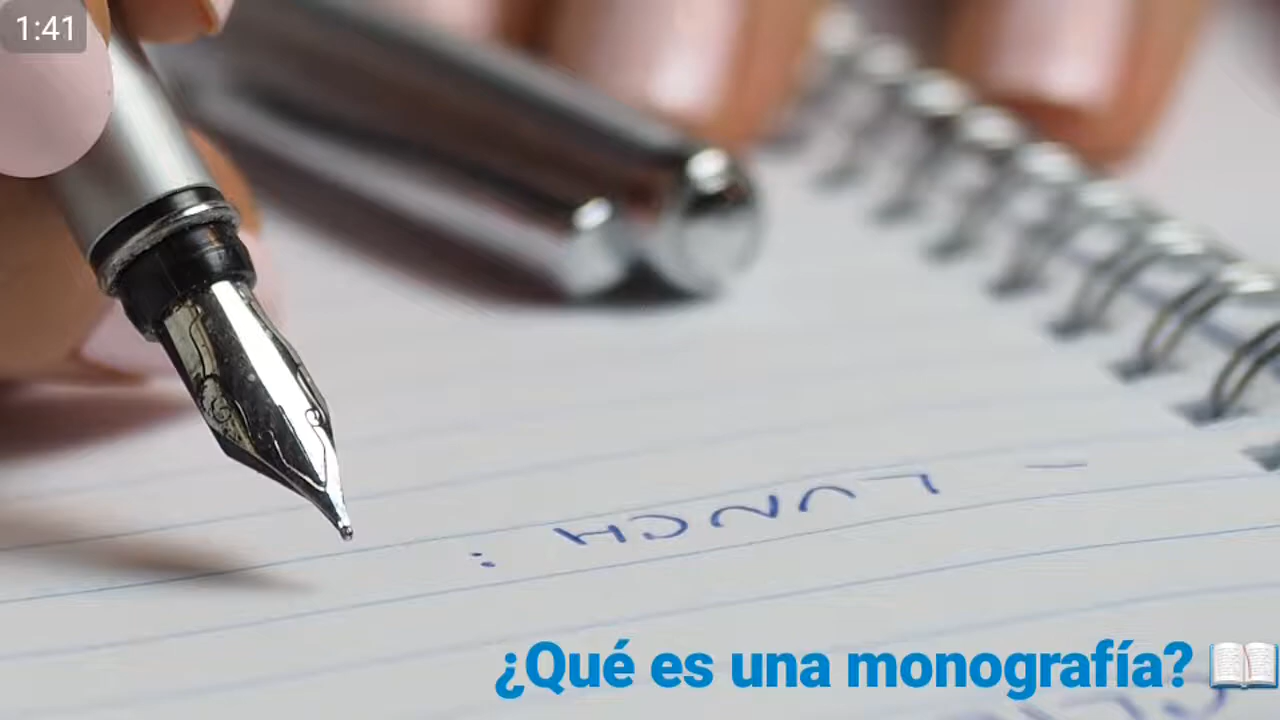 1:41
- LUNCH :
¿Qué es una monografía? 📖